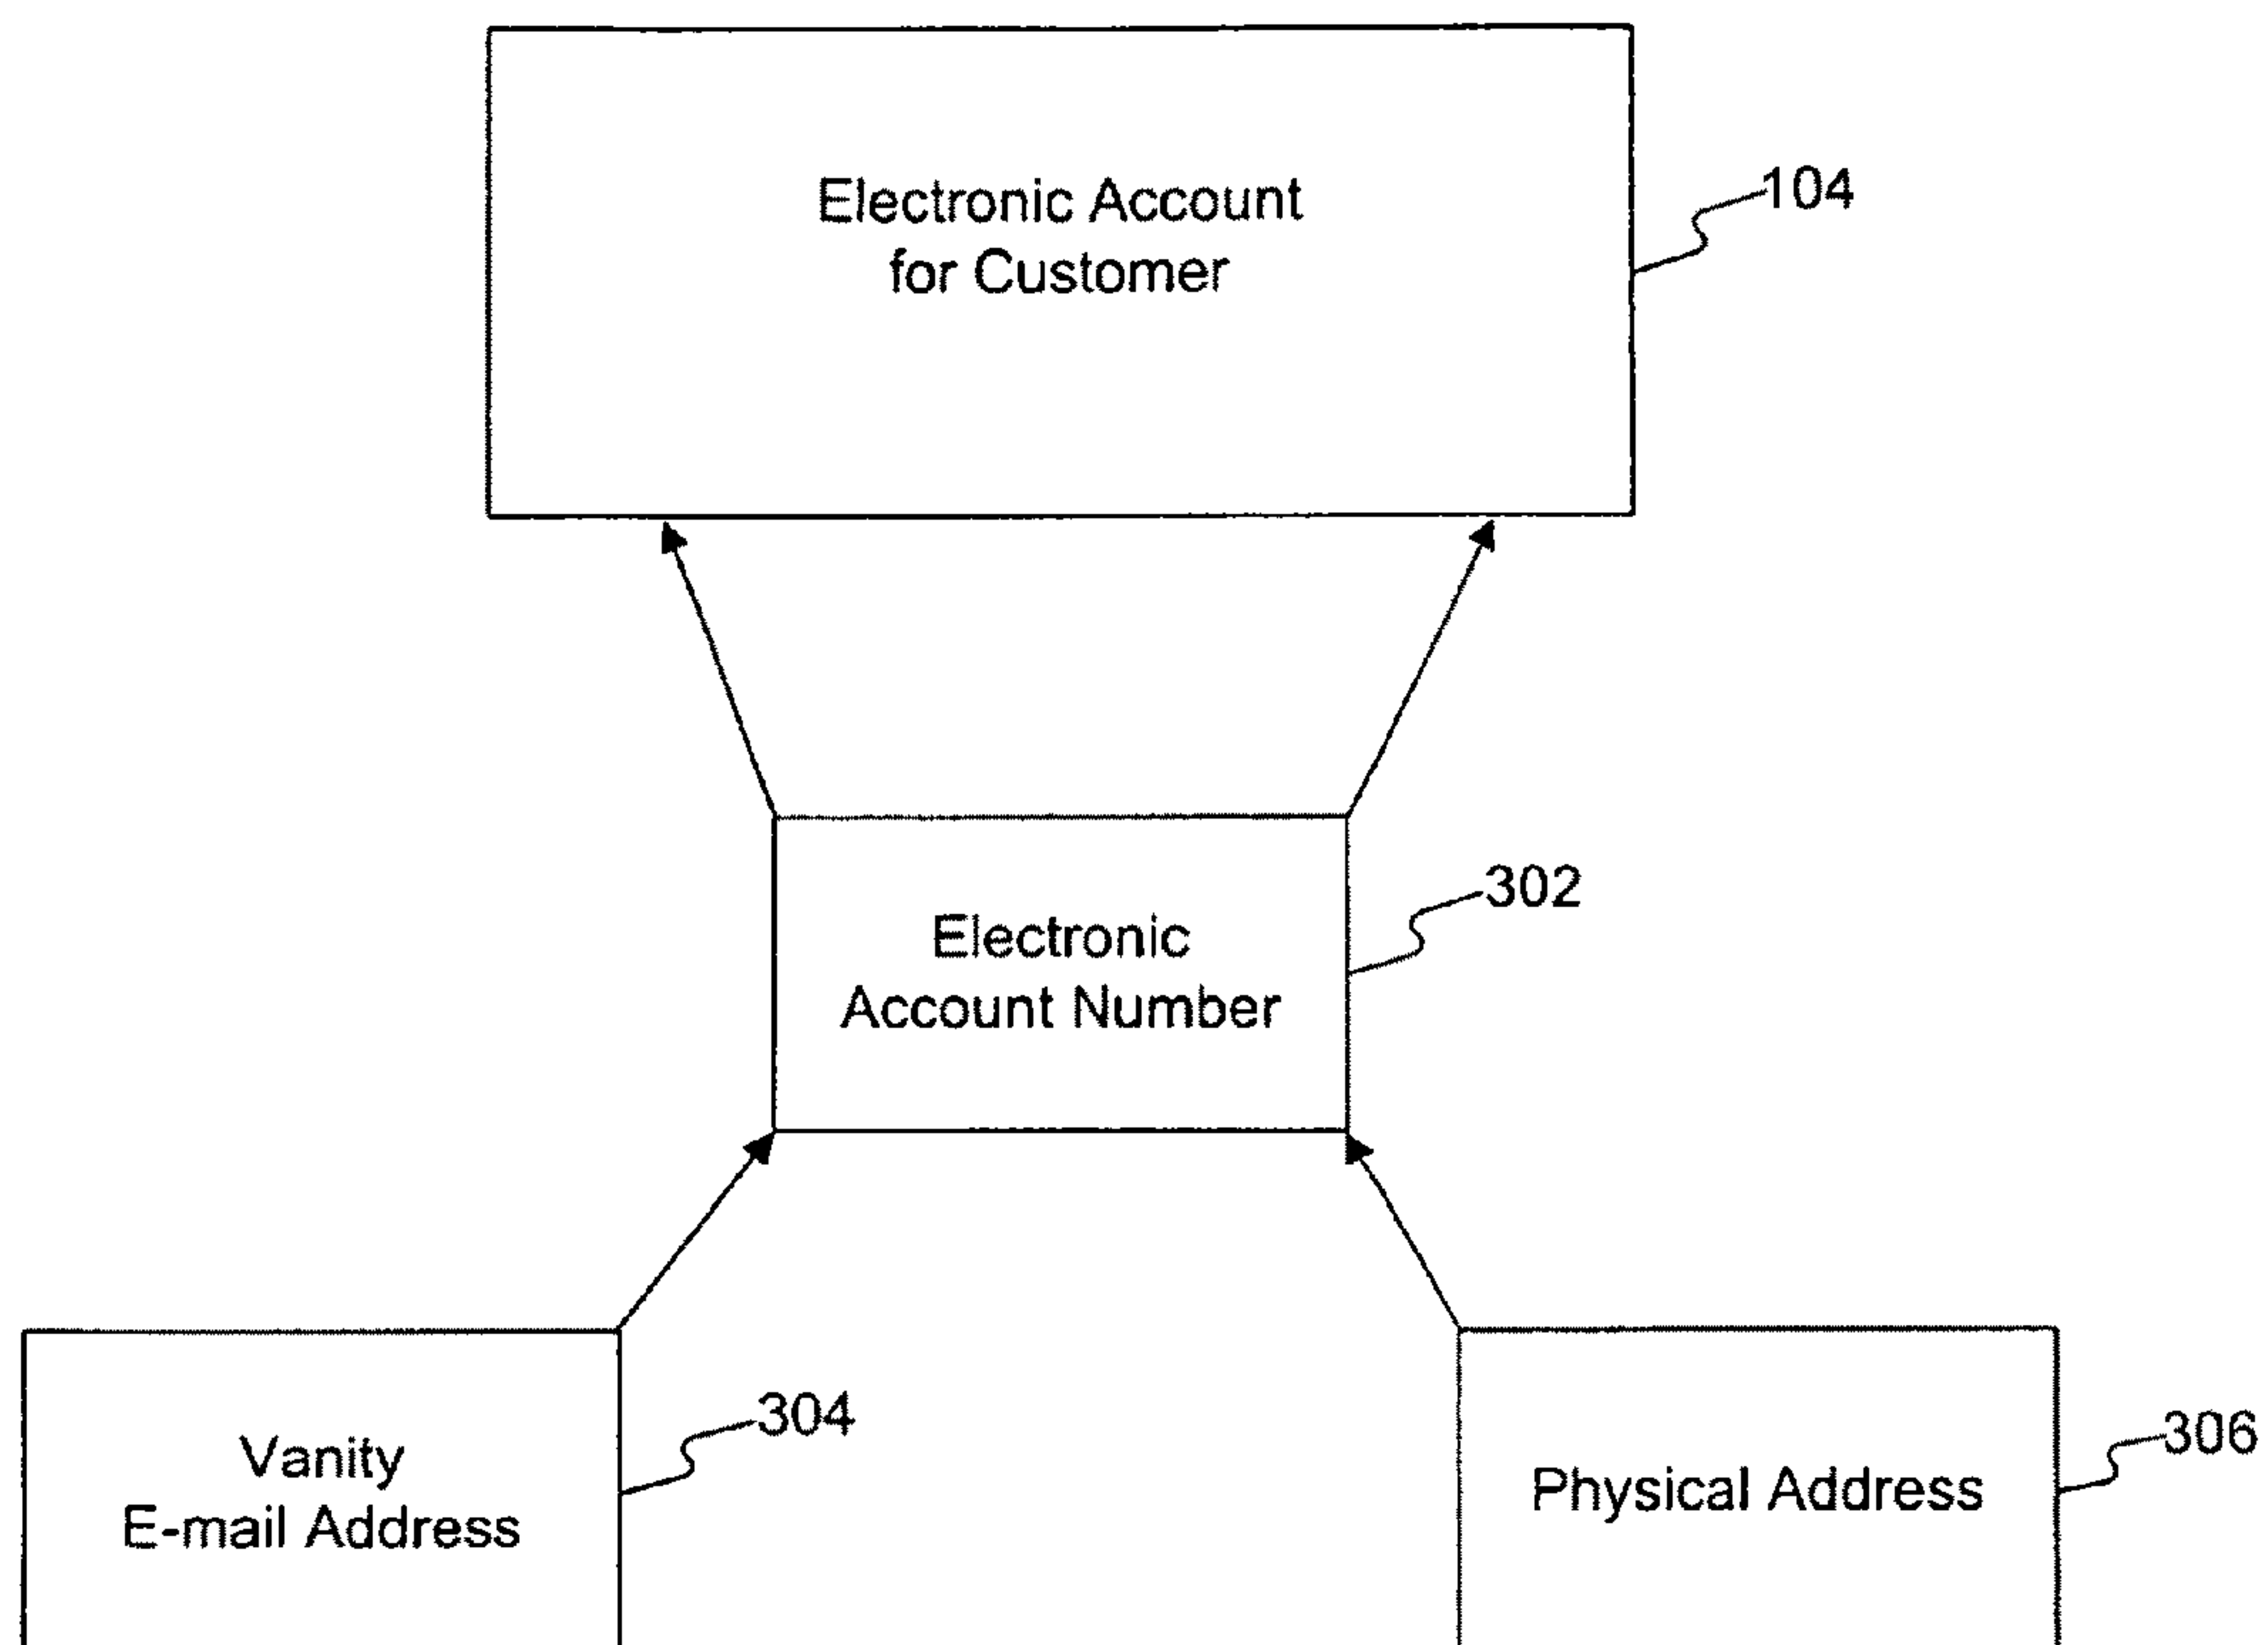 Electronic Account
for Customer
104
Electronic
Account Number
302
Vanity
E-mail Address
304
Physical Address
306